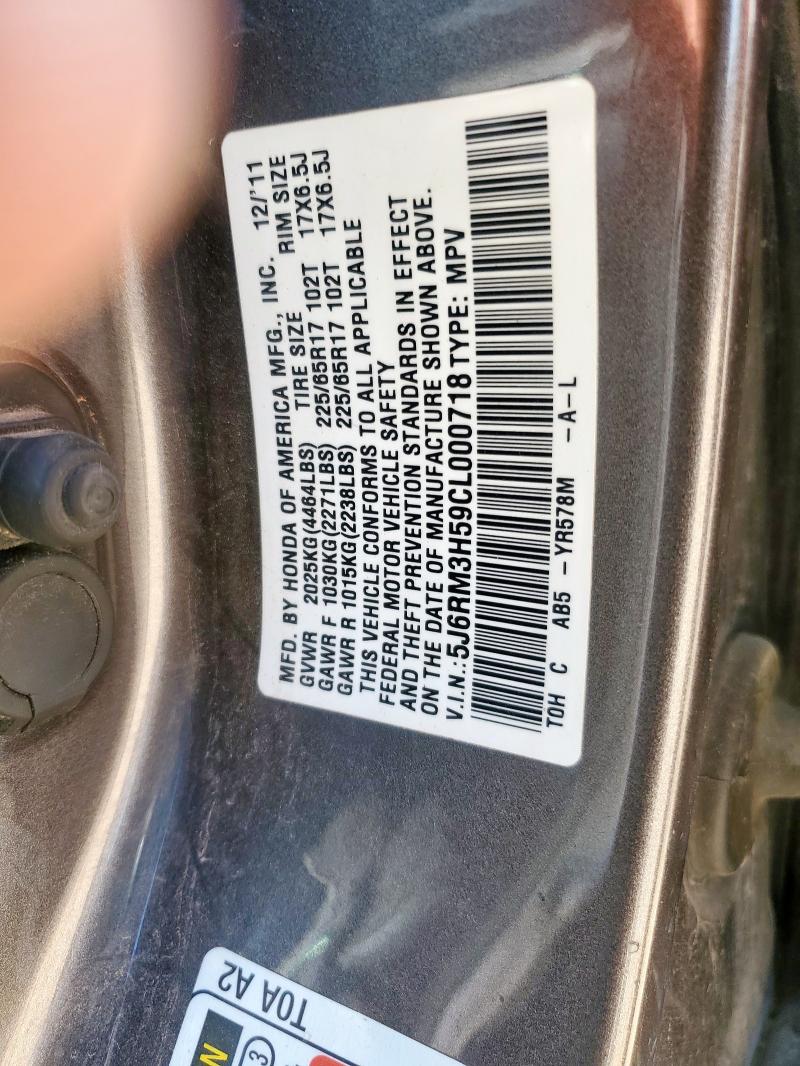 MFD. BY HONDA OF AMERICA MFG., INC. 12/'11
GVWR 2025KG(4464LBS) TIRE SIZE RIM SIZE
GAWR F 1030KG(2271LBS) 225/65R17 102T 17X6.5J
GAWR R 1015KG(2238LBS) 225/65R17 102T 17X6.5J
THIS VEHICLE CONFORMS TO ALL APPLICABLE
FEDERAL MOTOR VEHICLE SAFETY
AND THEFT PREVENTION STANDARDS IN EFFECT
ON THE DATE OF MANUFACTURE SHOWN ABOVE.
V.I.N.:5J6RM3H59CL000718 TYPE: MPV
TOH C AB5 -YR578M -A-L
TOA A2
3